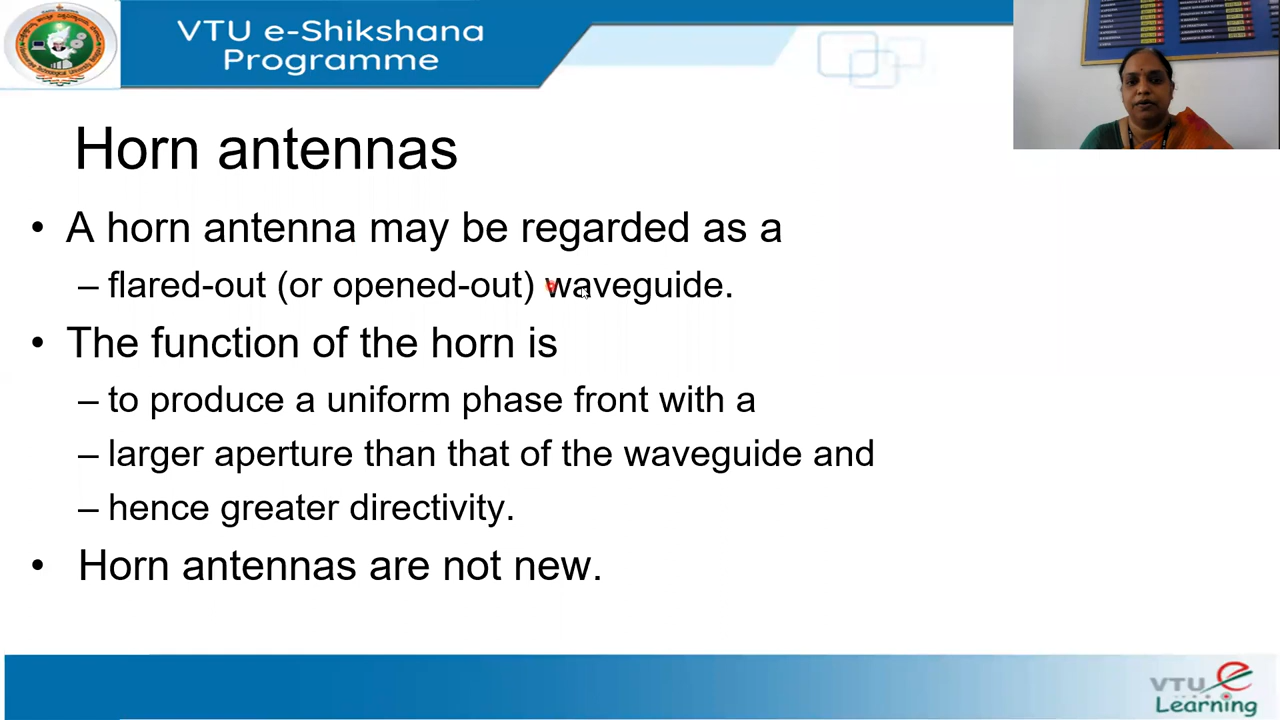 VTU e-Shikshana
Programme
Horn antennas
• A horn antenna may be regarded as a
– flared-out (or opened-out) waveguide.
• The function of the horn is
– to produce a uniform phase front with a
– larger aperture than that of the waveguide and
– hence greater directivity.
• Horn antennas are not new.
VTU e
Learning